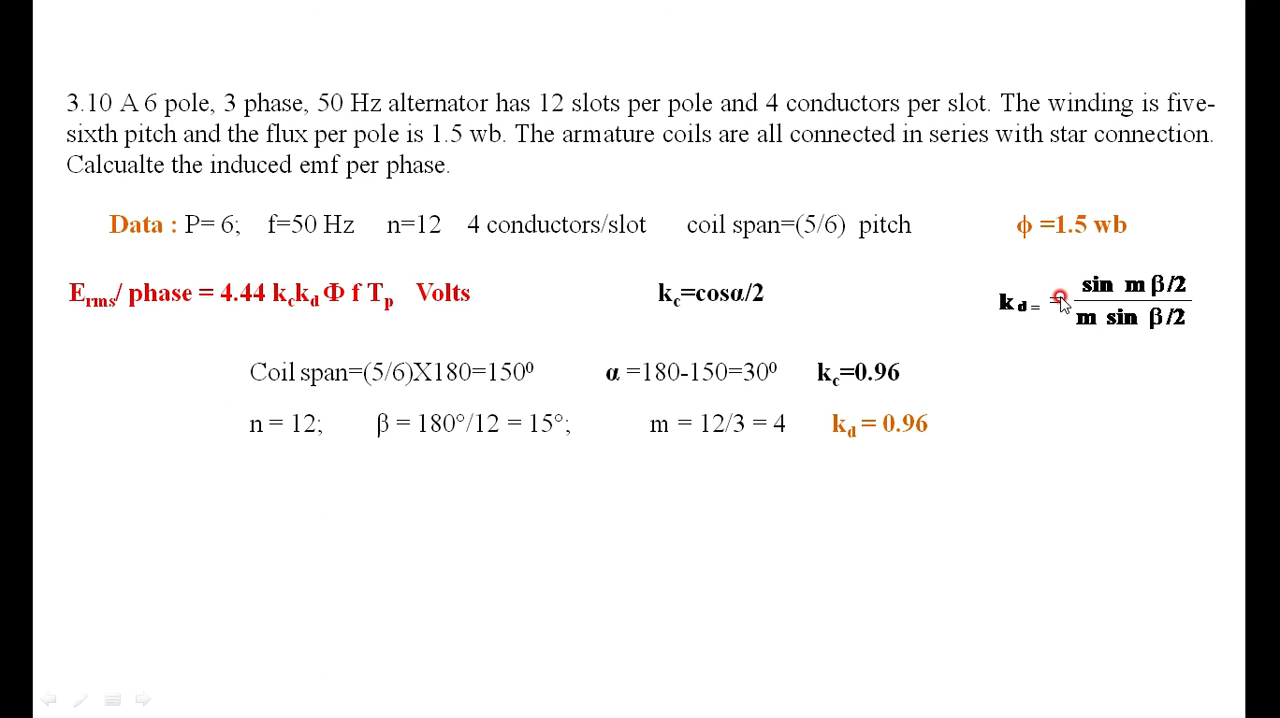 3.10 A 6 pole, 3 phase, 50 Hz alternator has 12 slots per pole and 4 conductors per slot. The winding is five-
sixth pitch and the flux per pole is 1.5 wb. The armature coils are all connected in series with star connection.
Calcualte the induced emf per phase.
Data : P= 6; f=50 Hz n=12 4 conductors/slot coil span=(5/6) pitch ϕ =1.5 wb
Erms/ phase = 4.44 kckd Φ f Tp Volts kc=cosα/2 kd= = sin m β/2 / m sin β/2
Coil span=(5/6)X180=150⁰ α =180-150=30⁰ kc=0.96
n = 12; β = 180°/12 = 15°; m = 12/3 = 4 kd = 0.96